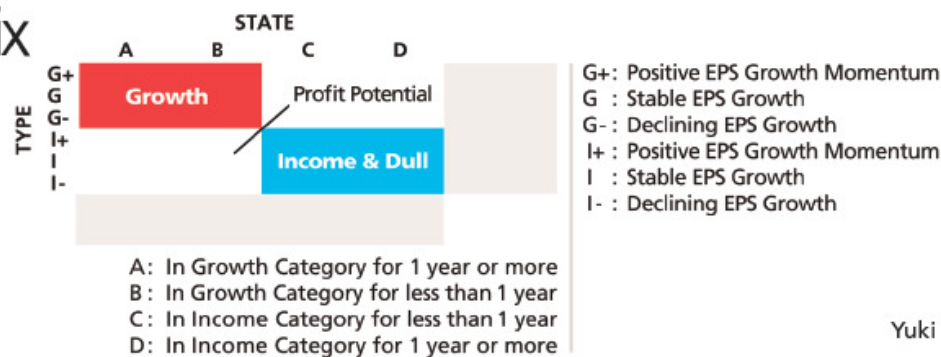 ix
STATE
A B C D
TYPE
G+
G
G-
I+
I
I-
Growth
Profit Potential
Income & Dull
G+: Positive EPS Growth Momentum
G : Stable EPS Growth
G- : Declining EPS Growth
I+ : Positive EPS Growth Momentum
I : Stable EPS Growth
I- : Declining EPS Growth
A: In Growth Category for 1 year or more
B: In Growth Category for less than 1 year
C: In Income Category for less than 1 year
D: In Income Category for 1 year or more
Yuki